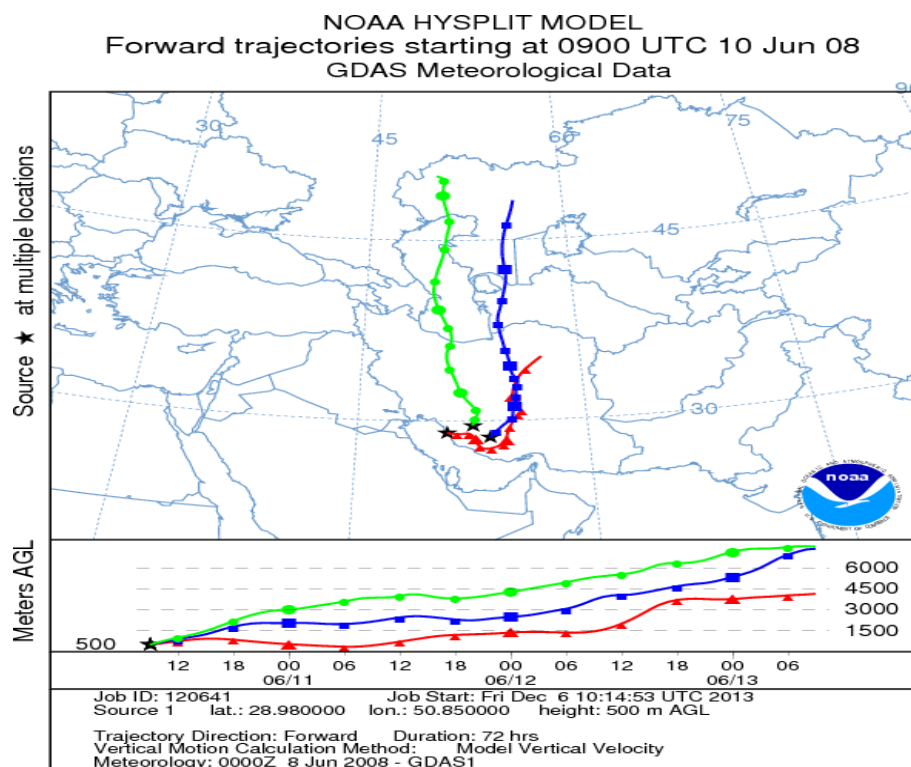 NOAA HYSPLIT MODEL
Forward trajectories starting at 0900 UTC 10 Jun 08
GDAS Meteorological Data
Source ★ at multiple locations
30
45
60
75
90
45
30
noaa
Meters AGL
6000
4500
3000
1500
500
12 18 00 06 12 18 00 06 12 18 00 06
06/11 06/12 06/13
Job ID: 120641 Job Start: Fri Dec 6 10:14:53 UTC 2013
Source 1 lat.: 28.980000 lon.: 50.850000 height: 500 m AGL
Trajectory Direction: Forward Duration: 72 hrs
Vertical Motion Calculation Method: Model Vertical Velocity
Meteorology: 0000Z 8 Jun 2008 - GDAS1